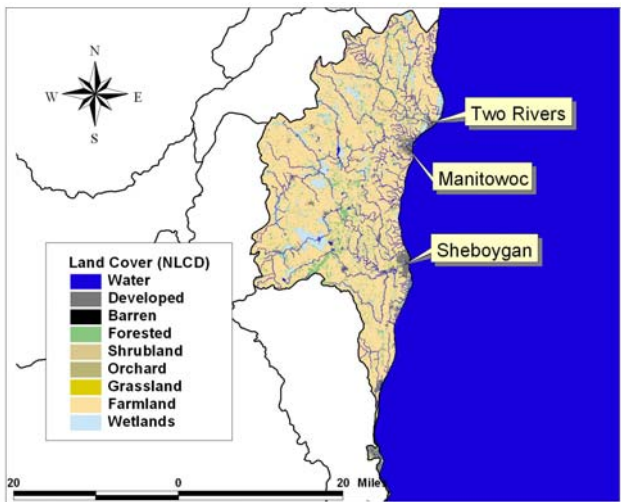 N
W E
S
Two Rivers
Manitowoc
Sheboygan
Land Cover (NLCD)
Water
Developed
Barren
Forested
Shrubland
Orchard
Grassland
Farmland
Wetlands
20 0 20 Miles